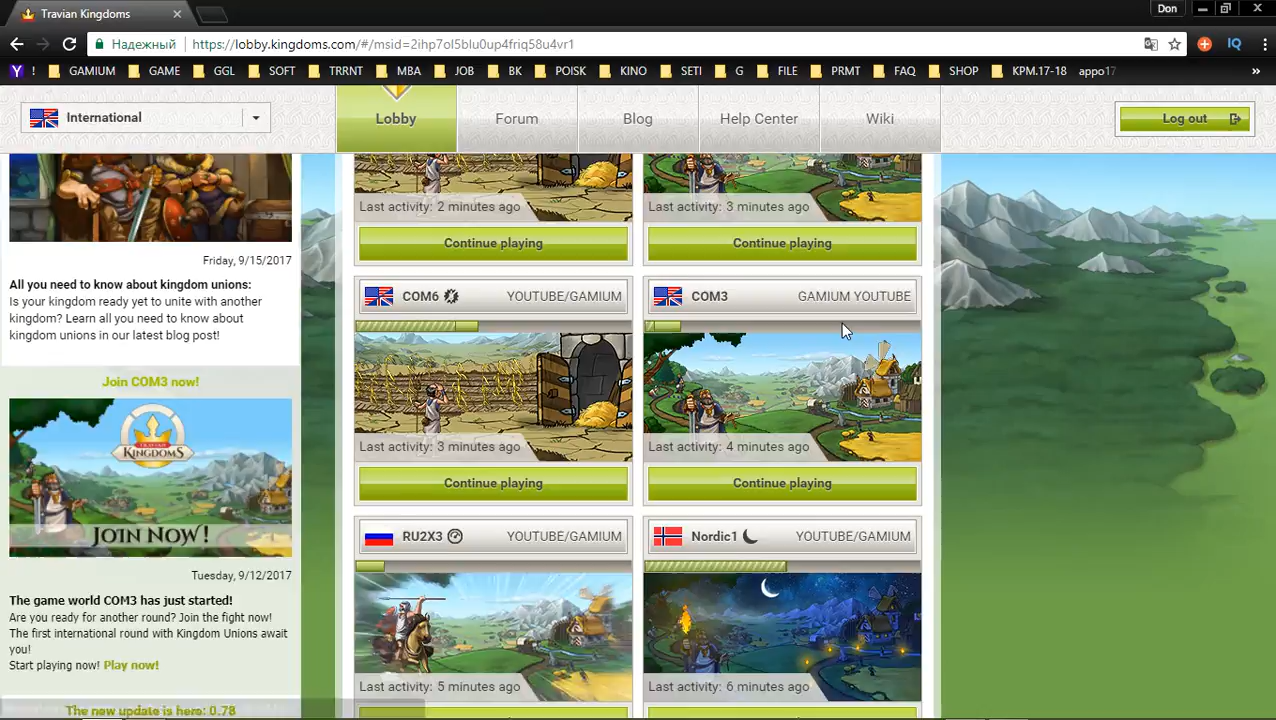 Travian Kingdoms
Don
Надежный
https://lobby.kingdoms.com/#/msid=2ihp7ol5blu0up4friq58u4vr1
IQ
Y ! GAMIUM GAME GGL SOFT TRRNT MBA JOB BK POISK KINO SETI G FILE PRMT FAQ SHOP KPM.17-18 appo17 »
International
Lobby
Forum
Blog
Help Center
Wiki
Log out
Friday, 9/15/2017
All you need to know about kingdom unions:
Is your kingdom ready yet to unite with another
kingdom? Learn all you need to know about
kingdom unions in our latest blog post!
Join COM3 now!
TRAVIAN
KINGDOMS
JOIN NOW!
Tuesday, 9/12/2017
The game world COM3 has just started!
Are you ready for another round? Join the fight now!
The first international round with Kingdom Unions await
you!
Start playing now! Play now!
The new update is here: 0.78
Last activity: 2 minutes ago
Last activity: 3 minutes ago
Continue playing
Continue playing
COM6 YOUTUBE/GAMIUM
COM3 GAMIUM YOUTUBE
Last activity: 3 minutes ago
Last activity: 4 minutes ago
Continue playing
Continue playing
RU2X3 YOUTUBE/GAMIUM
Nordic1 YOUTUBE/GAMIUM
Last activity: 5 minutes ago
Last activity: 6 minutes ago